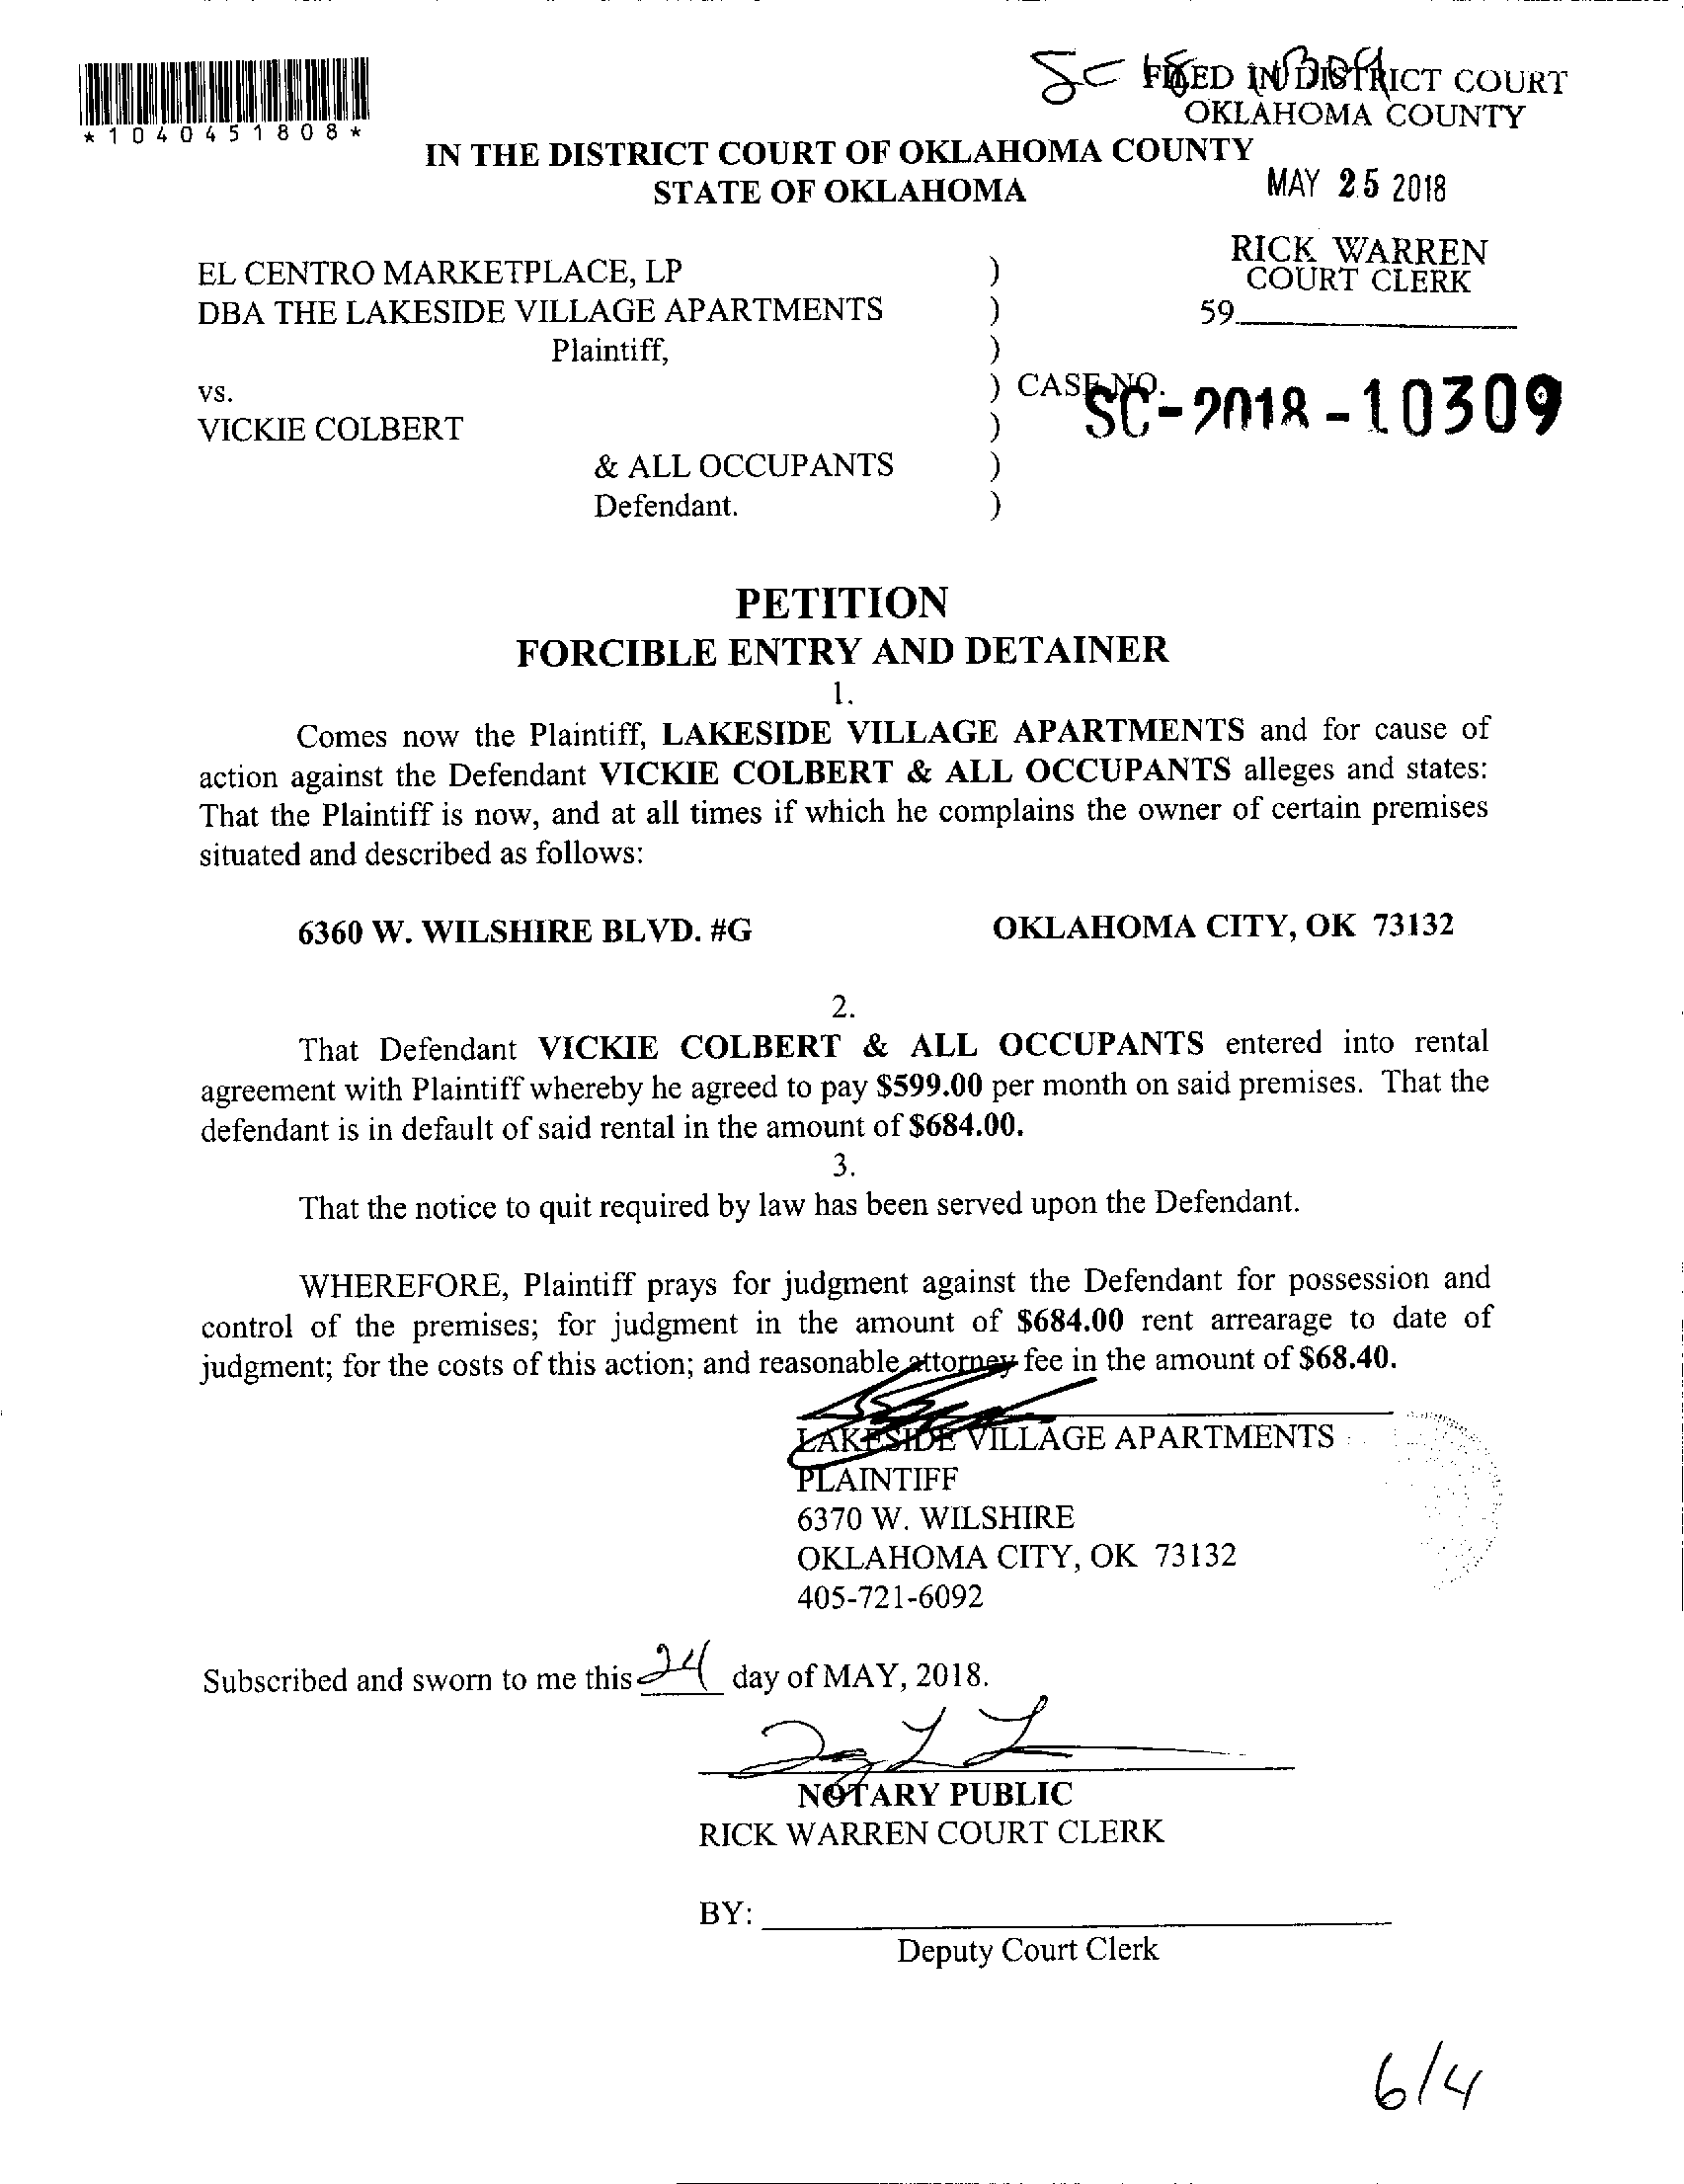 SC 18 10309
FILED IN DISTRICT COURT
OKLAHOMA COUNTY
*1040451808*
IN THE DISTRICT COURT OF OKLAHOMA COUNTY
STATE OF OKLAHOMA
MAY 25 2018
RICK WARREN
COURT CLERK
59
EL CENTRO MARKETPLACE, LP )
DBA THE LAKESIDE VILLAGE APARTMENTS )
Plaintiff, )
vs. ) CASE NO. SC-2018-10309
VICKIE COLBERT )
& ALL OCCUPANTS )
Defendant. )
PETITION
FORCIBLE ENTRY AND DETAINER
1.
Comes now the Plaintiff, LAKESIDE VILLAGE APARTMENTS and for cause of
action against the Defendant VICKIE COLBERT & ALL OCCUPANTS alleges and states:
That the Plaintiff is now, and at all times if which he complains the owner of certain premises
situated and described as follows:
6360 W. WILSHIRE BLVD. #G OKLAHOMA CITY, OK 73132
2.
That Defendant VICKIE COLBERT & ALL OCCUPANTS entered into rental
agreement with Plaintiff whereby he agreed to pay $599.00 per month on said premises. That the
defendant is in default of said rental in the amount of $684.00.
3.
That the notice to quit required by law has been served upon the Defendant.
WHEREFORE, Plaintiff prays for judgment against the Defendant for possession and
control of the premises; for judgment in the amount of $684.00 rent arrearage to date of
judgment; for the costs of this action; and reasonable attorney fee in the amount of $68.40.
LAKESIDE VILLAGE APARTMENTS
PLAINTIFF
6370 W. WILSHIRE
OKLAHOMA CITY, OK 73132
405-721-6092
Subscribed and sworn to me this 24 day of MAY, 2018.
NOTARY PUBLIC
RICK WARREN COURT CLERK
BY:
Deputy Court Clerk
6/4